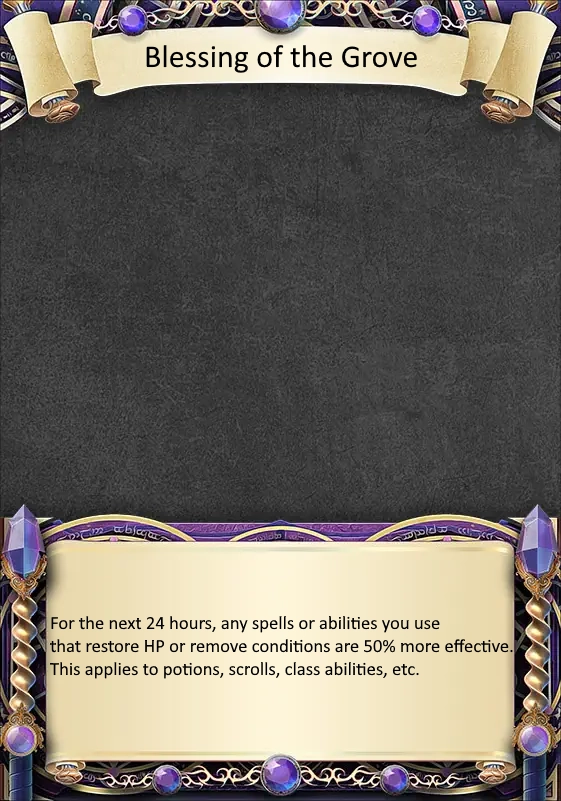 Blessing of the Grove
For the next 24 hours, any spells or abilities you use
that restore HP or remove conditions are 50% more effective.
This applies to potions, scrolls, class abilities, etc.